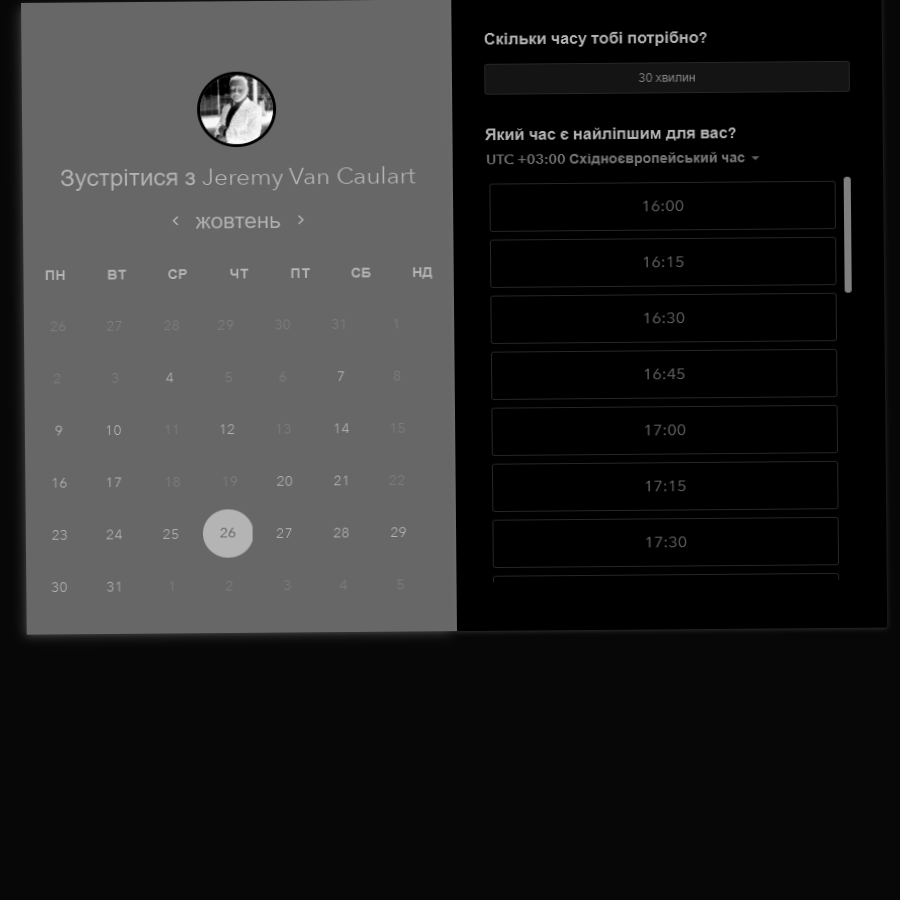 Зустрітися з Jeremy Van Caulart
жовтень
ПН ВТ СР ЧТ ПТ СБ НД
26 27 28 29 30 31 1
2 3 4 5 6 7 8
9 10 11 12 13 14 15
16 17 18 19 20 21 22
23 24 25 26 27 28 29
30 31 1 2 3 4 5
Скільки часу тобі потрібно?
30 хвилин
Який час є найліпшим для вас?
UTC +03:00 Східноєвропейський час
16:00
16:15
16:30
16:45
17:00
17:15
17:30